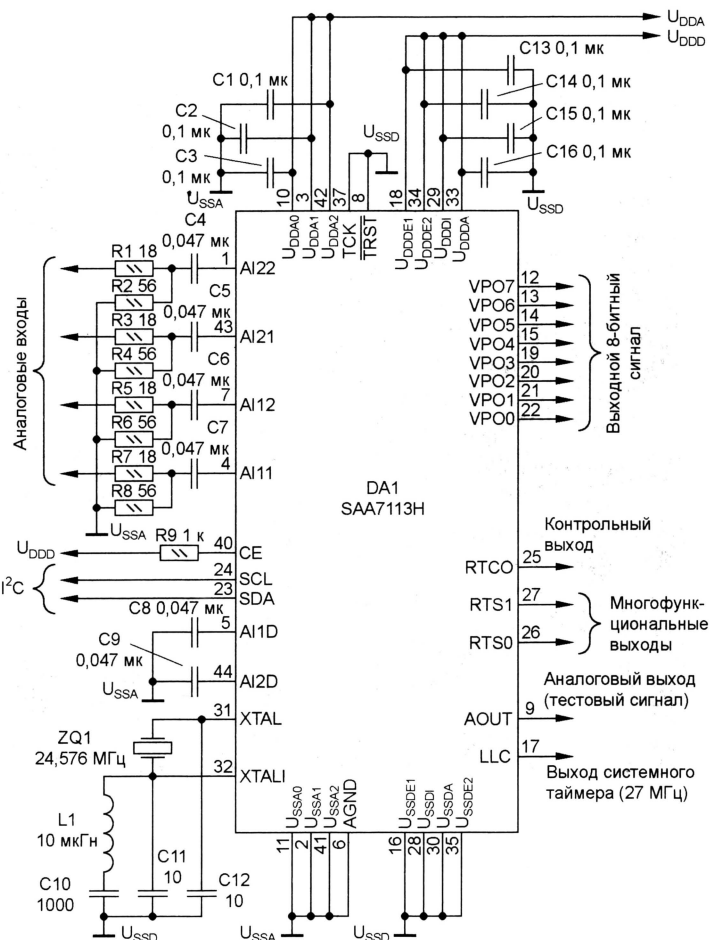 U_DDA
U_DDD
C13 0,1 мк
C14 0,1 мк
C15 0,1 мк
C16 0,1 мк
U_SSD
C1 0,1 мк
C2
0,1 мк
C3
0,1 мк
U_SSA
U_SSD
10
3
42
37
8
18
34
29
33
U_DDA0
U_DDA1
U_DDA2
TCK
TRST
U_DDDE1
U_DDDE2
U_DDDI
U_DDDA
Аналоговые входы
C4
0,047 мк
R1 18
1
AI22
R2 56
C5
0,047 мк
R3 18
43
AI21
R4 56
C6
0,047 мк
R5 18
7
AI12
R6 56
C7
0,047 мк
R7 18
4
AI11
R8 56
U_SSA
U_DDD
R9 1 к
40
CE
I²C
24
SCL
23
SDA
C8 0,047 мк
5
AI1D
C9
0,047 мк
44
AI2D
U_SSA
31
XTAL
ZQ1
24,576 МГц
32
XTALI
L1
10 мкГн
C10
1000
C11
10
C12
10
U_SSD
DA1
SAA7113H
VPO7 12
VPO6 13
VPO5 14
VPO4 15
VPO3 19
VPO2 20
VPO1 21
VPO0 22
Выходной 8-битный
сигнал
Контрольный
выход
RTCO 25
RTS1 27
RTS0 26
Многофунк-
циональные
выходы
Аналоговый выход
(тестовый сигнал)
AOUT 9
LLC 17
Выход системного
таймера (27 МГц)
U_SSA0
U_SSA1
U_SSA2
AGND
U_SSDE1
U_SSDI
U_SSDA
U_SSDE2
11
2
41
6
16
28
30
35
U_SSA
U_SSD